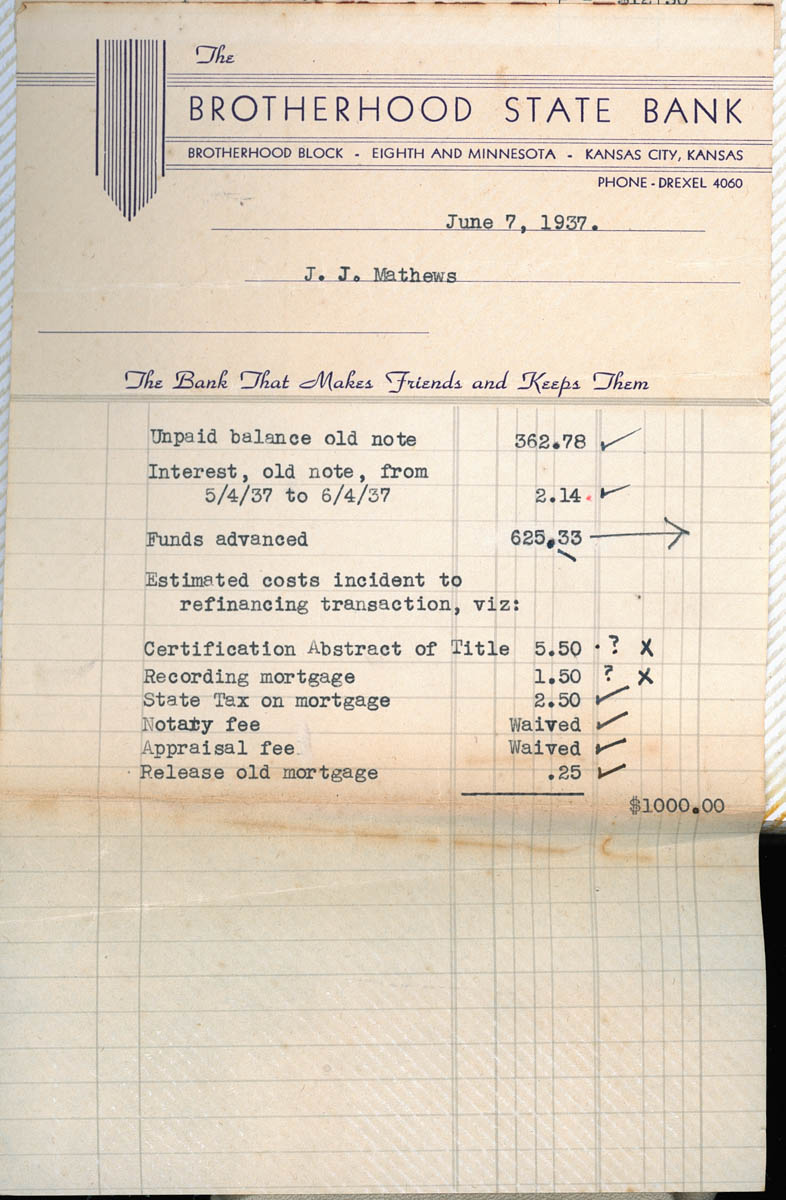 $12750
The
BROTHERHOOD STATE BANK
BROTHERHOOD BLOCK - EIGHTH AND MINNESOTA - KANSAS CITY, KANSAS
PHONE - DREXEL 4060
June 7, 1937.
J. J. Mathews
The Bank That Makes Friends and Keeps Them
Unpaid balance old note 362.78 ✓
Interest, old note, from
5/4/37 to 6/4/37 2.14 ✓
Funds advanced 625.33 →
Estimated costs incident to
refinancing transaction, viz:
Certification Abstract of Title 5.50 ? X
Recording mortgage 1.50 ? X
State Tax on mortgage 2.50 ✓
Notary fee Waived ✓
Appraisal fee Waived ✓
Release old mortgage .25 ✓
$1000.00